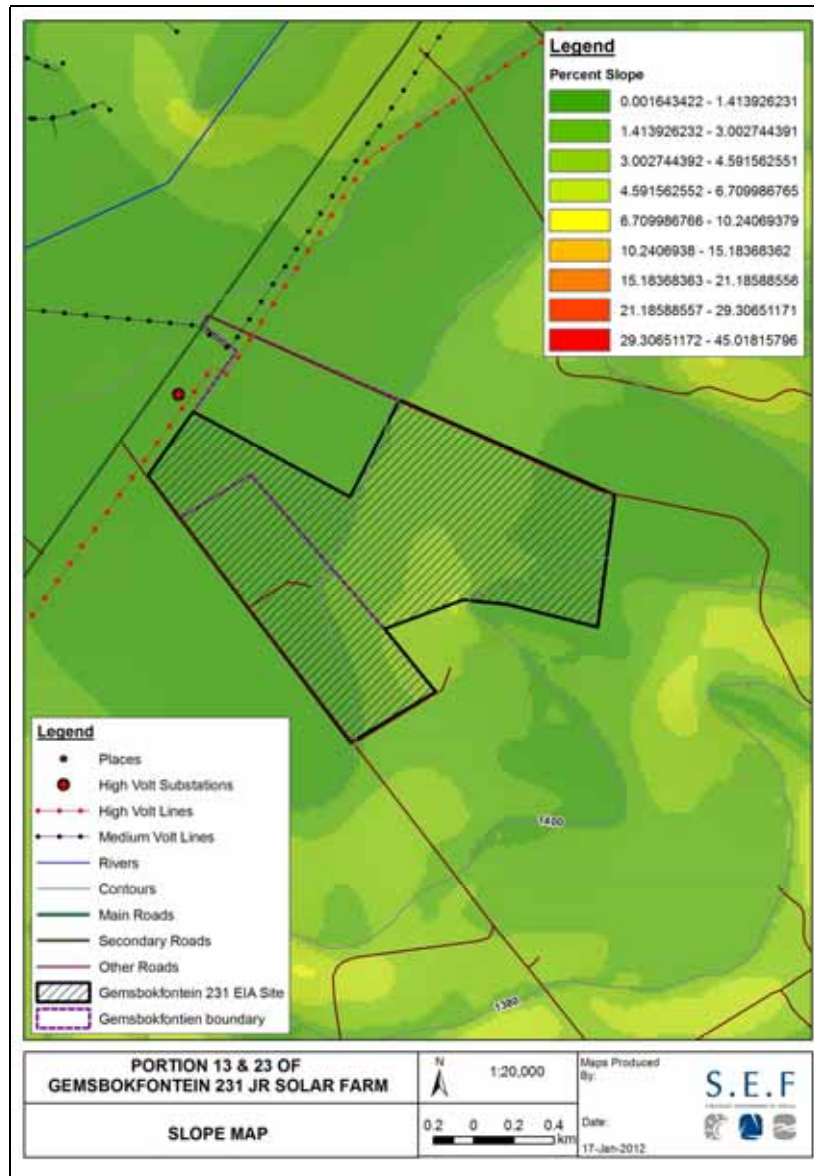 Legend
Percent Slope
0.001643422 - 1.413926231
1.413926232 - 3.002744391
3.002744392 - 4.591562551
4.591562552 - 6.709986765
6.709986766 - 10.24069379
10.2406938 - 15.18368362
15.18368363 - 21.18588556
21.18588557 - 29.30651171
29.30651172 - 45.01815796
1400
1380
Legend
Places
High Volt Substations
High Volt Lines
Medium Volt Lines
Rivers
Contours
Main Roads
Secondary Roads
Other Roads
Gemsbokfontein 231 EIA Site
Gemsbokfontien boundary
PORTION 13 & 23 OF
GEMSBOKFONTEIN 231 JR SOLAR FARM
SLOPE MAP
N
1:20,000
0.2 0 0.2 0.4
km
Maps Produced
By:
S.E.F
Date:
17-Jan-2012